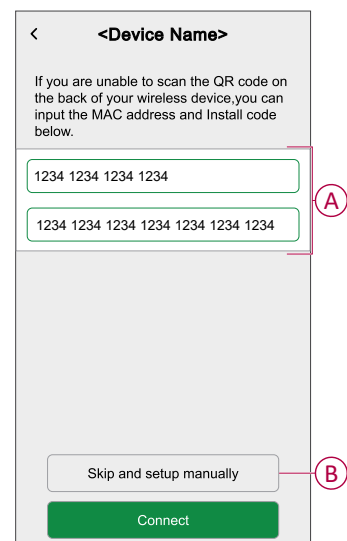 <
<Device Name>
If you are unable to scan the QR code on
the back of your wireless device,you can
input the MAC address and Install code
below.
1234 1234 1234 1234
A
1234 1234 1234 1234 1234 1234 1234
Skip and setup manually
B
Connect